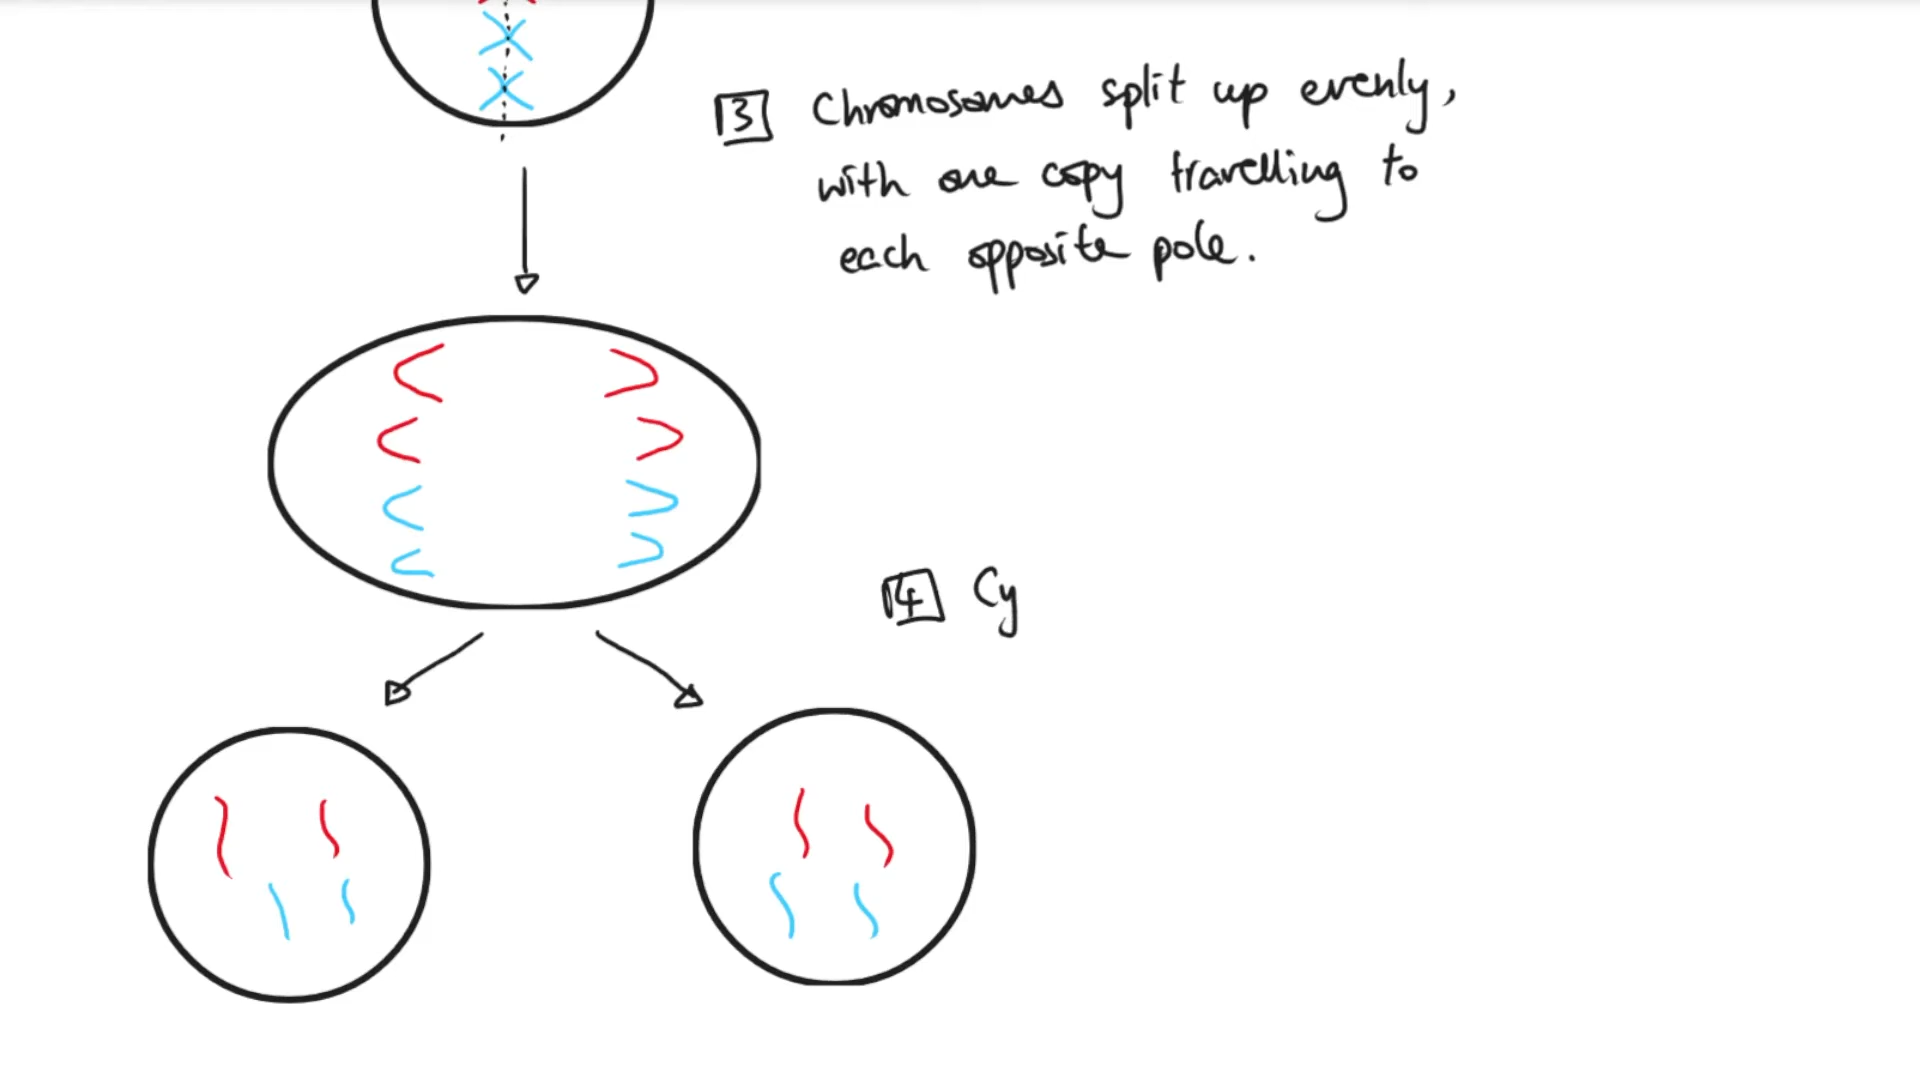 3 Chromosomes split up evenly,
with one copy travelling to
each opposite pole.
4 Cy